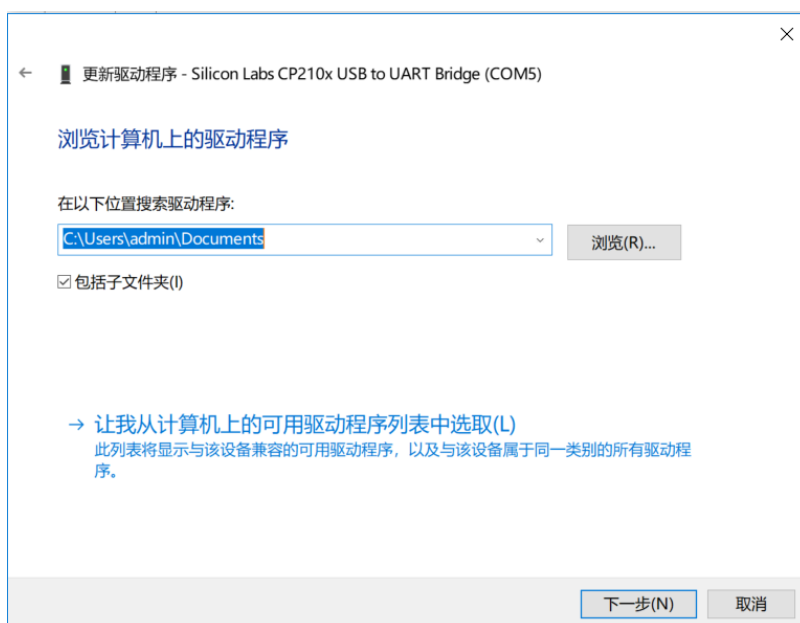 更新驱动程序 - Silicon Labs CP210x USB to UART Bridge (COM5)
浏览计算机上的驱动程序
在以下位置搜索驱动程序:
C:\Users\admin\Documents
浏览(R)...
包括子文件夹(I)
让我从计算机上的可用驱动程序列表中选取(L)
此列表将显示与该设备兼容的可用驱动程序，以及与该设备属于同一类别的所有驱动程
序。
下一步(N)
取消